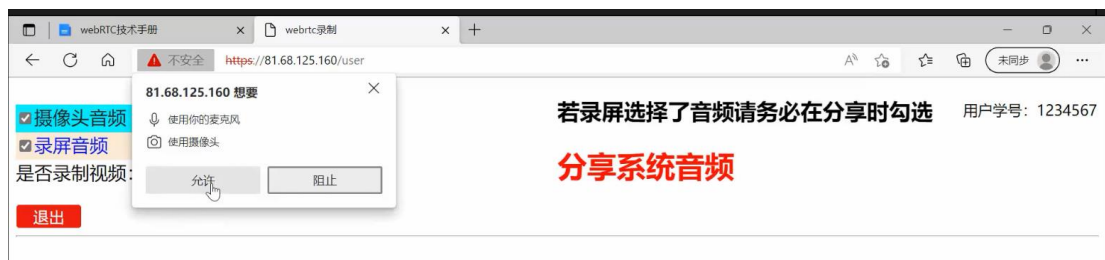 webRTC技术手册
webrtc录制
不安全 https://81.68.125.160/user
未同步
81.68.125.160 想要
使用你的麦克风
使用摄像头
允许 阻止
摄像头音频
录屏音频
是否录制视频:
退出
若录屏选择了音频请务必在分享时勾选
分享系统音频
用户学号：1234567